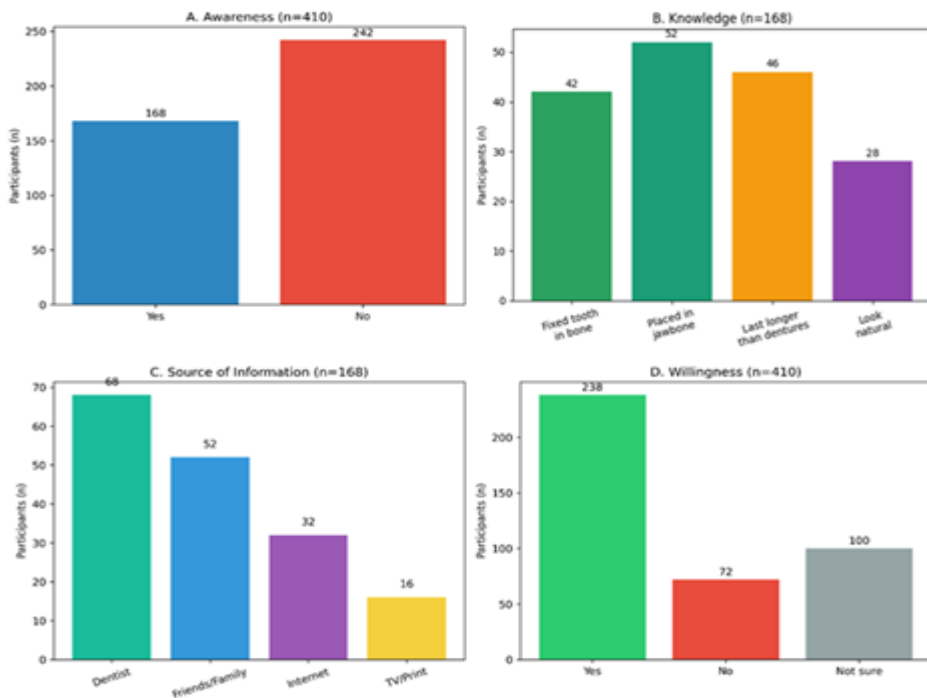 A. Awareness (n=410)
Participants (n)
250
200
150
100
50
0
168
242
Yes
No
B. Knowledge (n=168)
Participants (n)
50
40
30
20
10
0
42
52
46
28
Fixed tooth
in bone
Placed in
jawbone
Last longer
than dentures
Look
natural
C. Source of Information (n=168)
Participants (n)
70
60
50
40
30
20
10
0
68
52
32
16
Dentist
Friends/Family
Internet
TV/Print
D. Willingness (n=410)
Participants (n)
200
150
100
50
0
238
72
100
Yes
No
Not sure